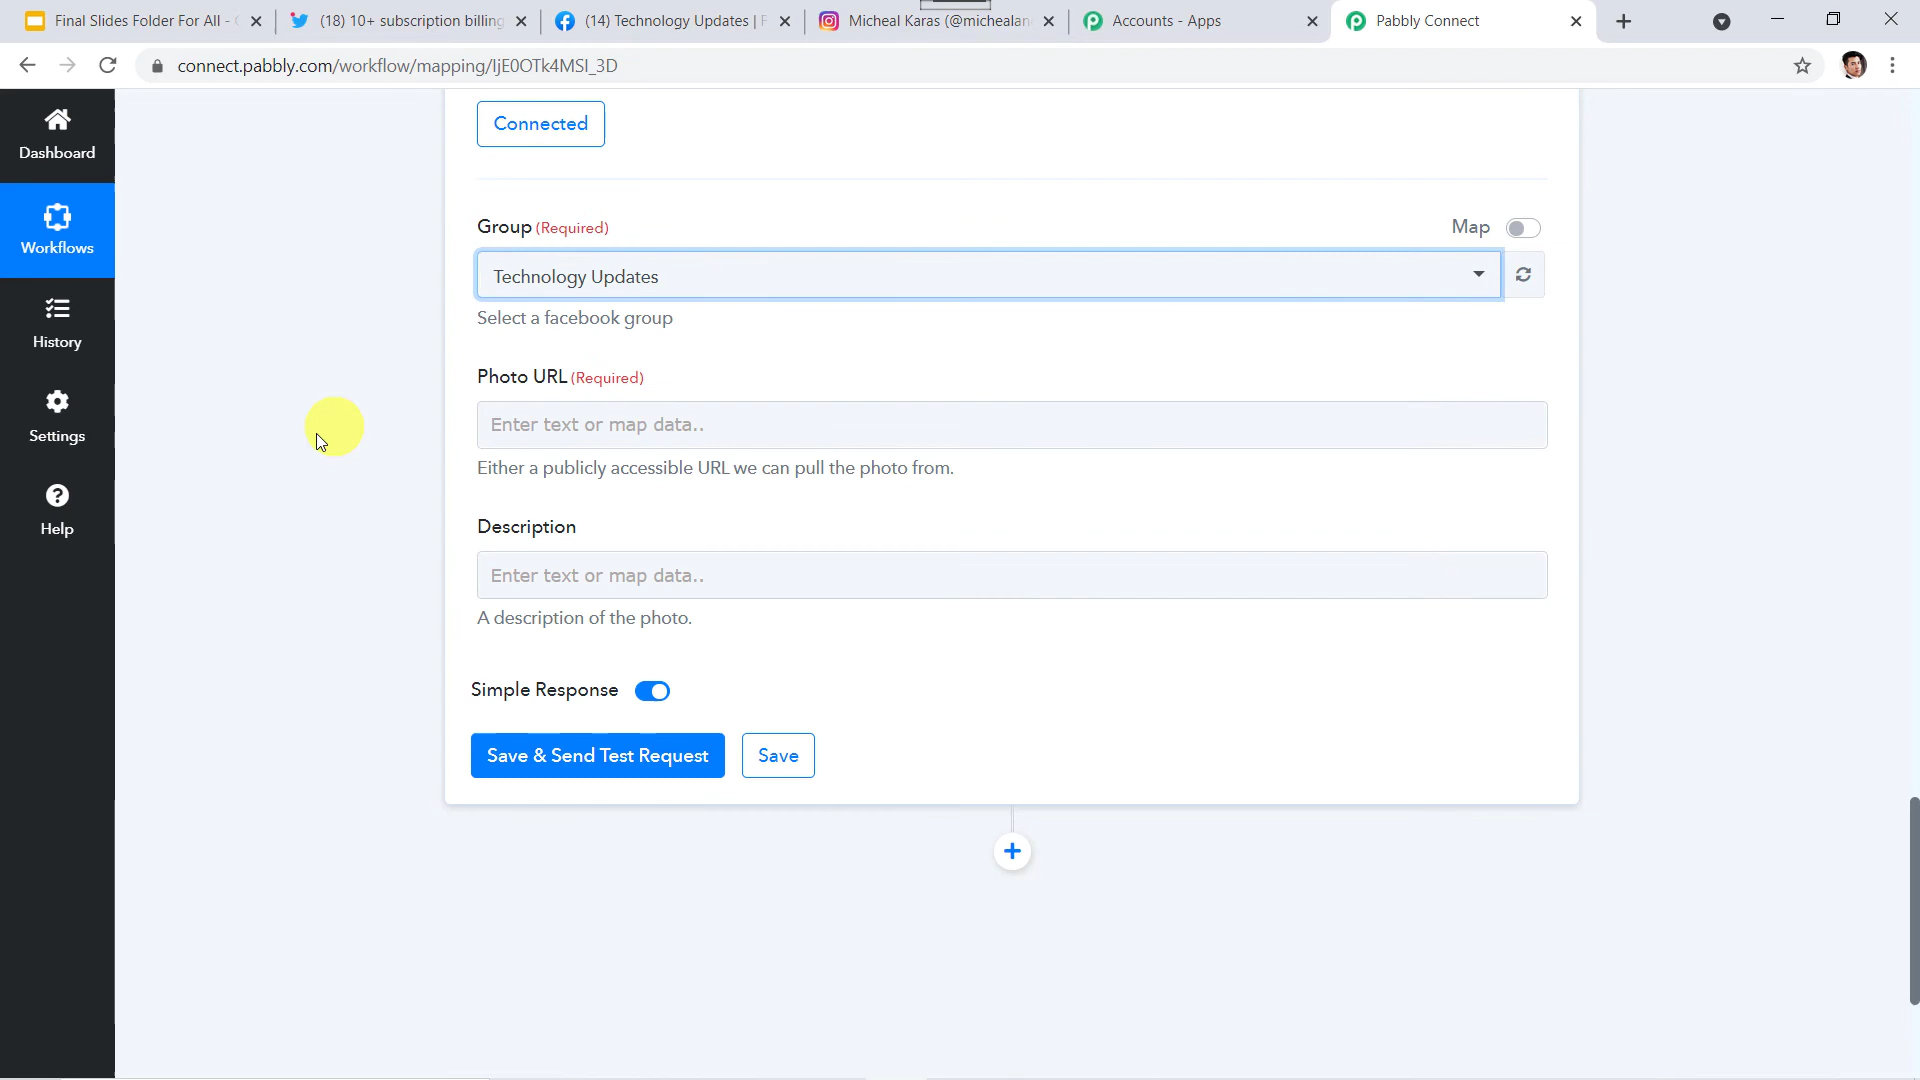 Final Slides Folder For All -
(18) 10+ subscription billing
(14) Technology Updates | F
Micheal Karas (@michealan
Accounts - Apps
Pabbly Connect
connect.pabbly.com/workflow/mapping/IjE0OTk4MSI_3D
Dashboard
Workflows
History
Settings
Help
Connected
Group (Required)
Map
Technology Updates
Select a facebook group
Photo URL (Required)
Enter text or map data..
Either a publicly accessible URL we can pull the photo from.
Description
Enter text or map data..
A description of the photo.
Simple Response
Save & Send Test Request
Save